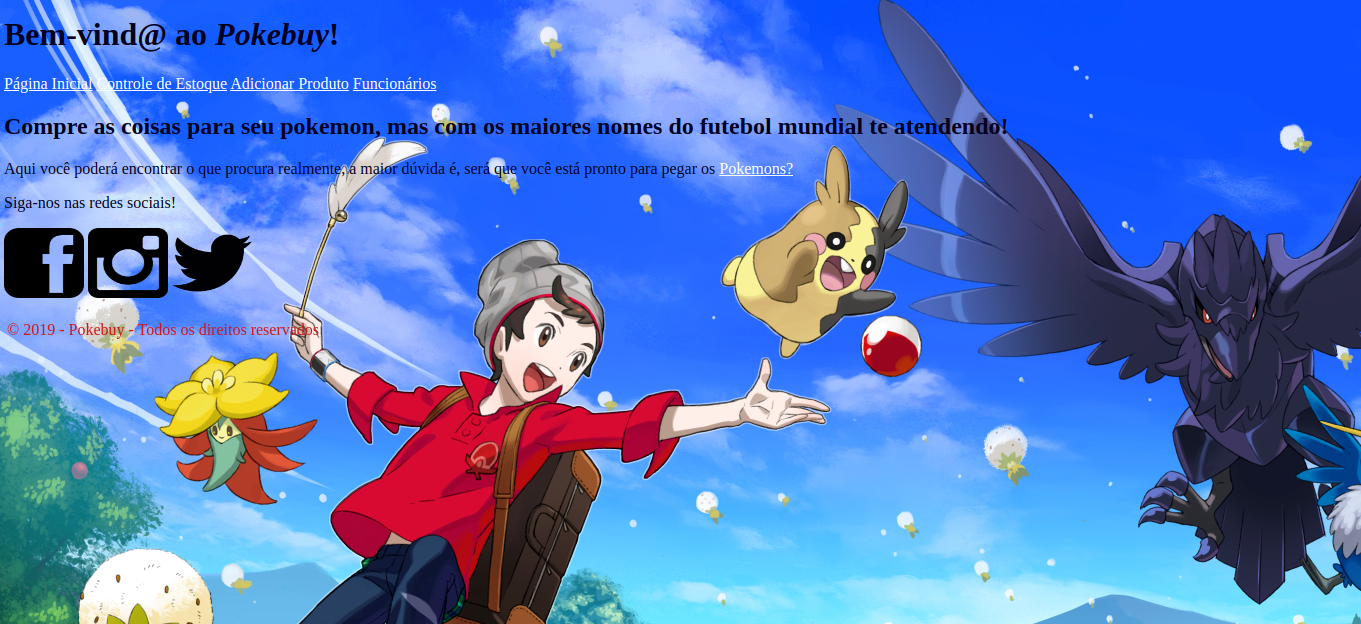 Bem-vind@ ao Pokebuy!
Página Inicial Controle de Estoque Adicionar Produto Funcionários
Compre as coisas para seu pokemon, mas com os maiores nomes do futebol mundial te atendendo!
Aqui você poderá encontrar o que procura realmente, a maior dúvida é, será que você está pronto para pegar os Pokemons?
Siga-nos nas redes sociais!
© 2019 - Pokebuy - Todos os direitos reservados